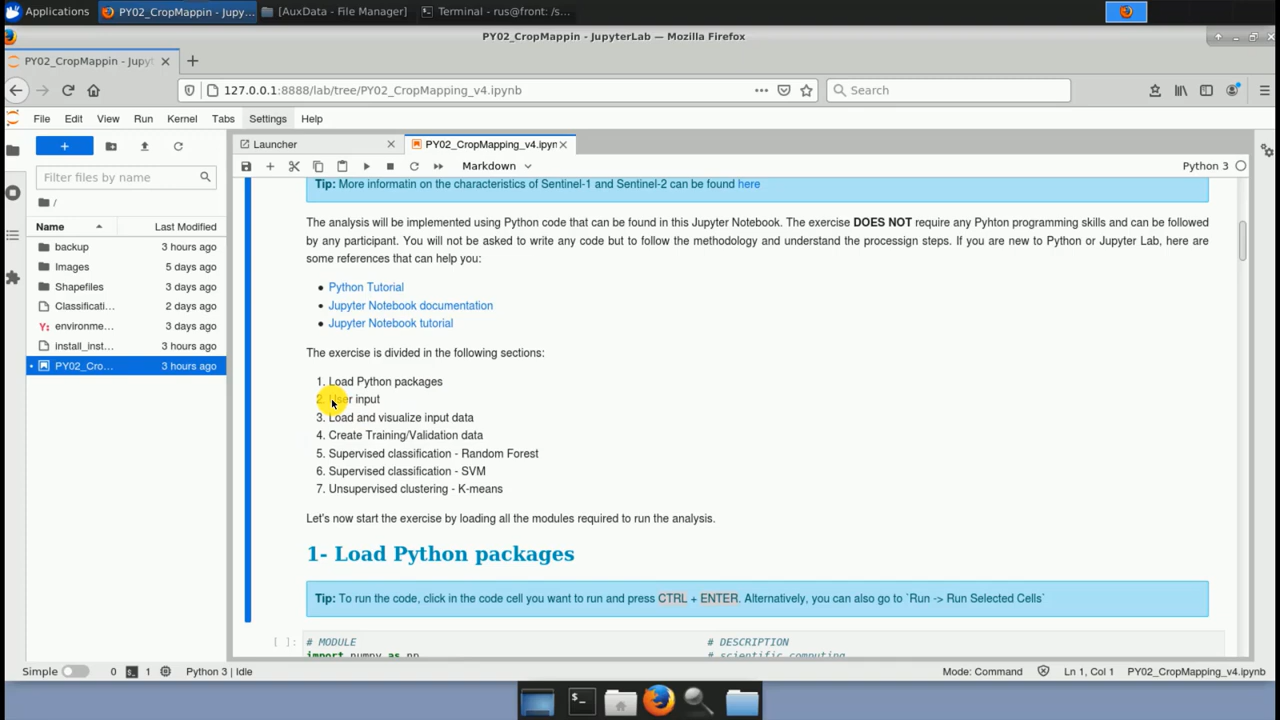 Applications
PY02_CropMappin - Jupy...
[AuxData - File Manager]
Terminal - rus@front: /s...
PY02_CropMappin - JupyterLab — Mozilla Firefox
PY02_CropMappin - Jupyt
127.0.0.1:8888/lab/tree/PY02_CropMapping_v4.ipynb
Search
File Edit View Run Kernel Tabs Settings Help
Launcher
PY02_CropMapping_v4.ipyn
Filter files by name
Markdown
Python 3
/
Name Last Modified
backup 3 hours ago
Images 5 days ago
Shapefiles 3 days ago
Classificati... 2 days ago
Y: environme... 3 days ago
install_inst... 3 hours ago
PY02_Cro... 3 hours ago
Tip: More informatin on the characteristics of Sentinel-1 and Sentinel-2 can be found here
The analysis will be implemented using Python code that can be found in this Jupyter Notebook. The exercise DOES NOT require any Pyhton programming skills and can be followed
by any participant. You will not be asked to write any code but to follow the methodology and understand the processign steps. If you are new to Python or Jupyter Lab, here are
some references that can help you:
• Python Tutorial
• Jupyter Notebook documentation
• Jupyter Notebook tutorial
The exercise is divided in the following sections:
1. Load Python packages
2. User input
3. Load and visualize input data
4. Create Training/Validation data
5. Supervised classification - Random Forest
6. Supervised classification - SVM
7. Unsupervised clustering - K-means
Let's now start the exercise by loading all the modules required to run the analysis.
1- Load Python packages
Tip: To run the code, click in the code cell you want to run and press CTRL + ENTER. Alternatively, you can also go to `Run -> Run Selected Cells`
[ ]: # MODULE # DESCRIPTION
import numpy as np # scientific computing
Simple 0 1 Python 3 | Idle Mode: Command Ln 1, Col 1 PY02_CropMapping_v4.ipynb